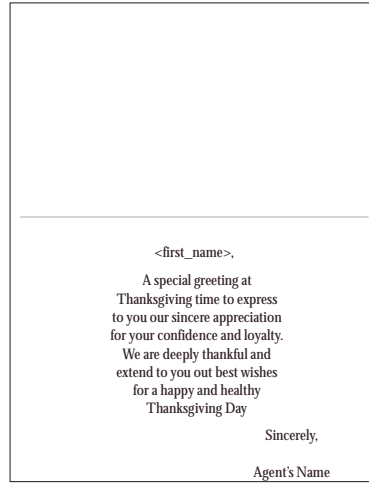 <first_name>,
A special greeting at
Thanksgiving time to express
to you our sincere appreciation
for your confidence and loyalty.
We are deeply thankful and
extend to you out best wishes
for a happy and healthy
Thanksgiving Day
Sincerely,
Agent's Name